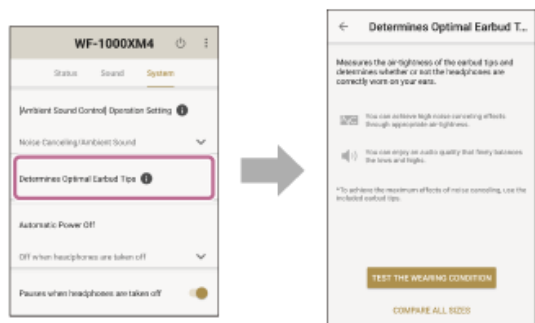 WF-1000XM4
Status Sound System
[Ambient Sound Control] Operation Setting
Noise Canceling/Ambient Sound
Determines Optimal Earbud Tips
Automatic Power Off
Off when headphones are taken off
Pauses when headphones are taken off
Determines Optimal Earbud T...
Measures the air-tightness of the earbud tips and
determines whether or not the headphones are
correctly worn on your ears.
You can achieve high noise canceling effects
through appropriate air-tightness.
You can enjoy an audio quality that finely balances
the lows and highs.
*To achieve the maximum effects of noise canceling, use the
included earbud tips.
TEST THE WEARING CONDITION
COMPARE ALL SIZES